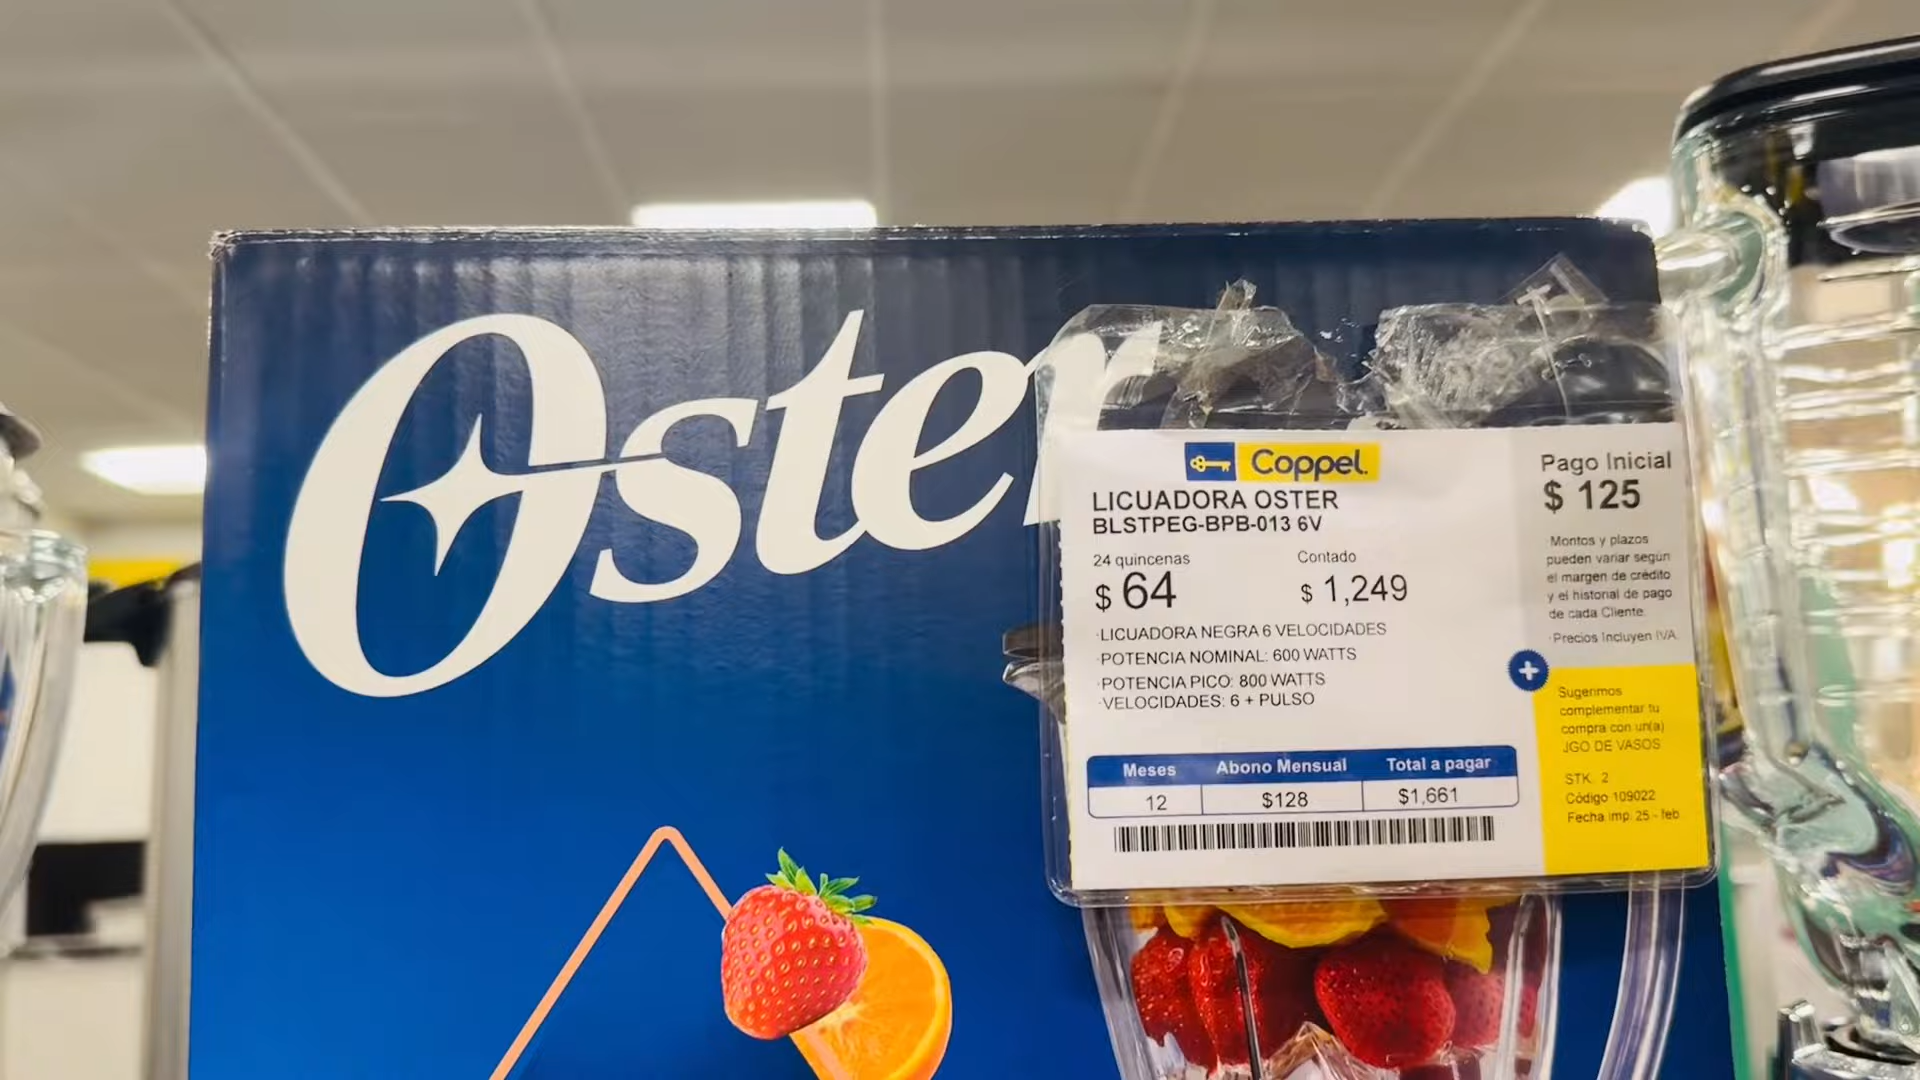 Oster
Coppel.
LICUADORA OSTER
BLSTPEG-BPB-013 6V
24 quincenas
$ 64
Contado
$ 1,249
·LICUADORA NEGRA 6 VELOCIDADES
·POTENCIA NOMINAL: 600 WATTS
·POTENCIA PICO: 800 WATTS
·VELOCIDADES: 6 + PULSO
Meses Abono Mensual Total a pagar
12 $128 $1,661
Pago Inicial
$ 125
·Montos y plazos
pueden variar según
el margen de crédito
y el historial de pago
de cada Cliente.
·Precios Incluyen IVA.
+
Sugerimos
complementar tu
compra con un(a)
JGO DE VASOS
STK. 2
Código 109022
Fecha imp. 25 - feb